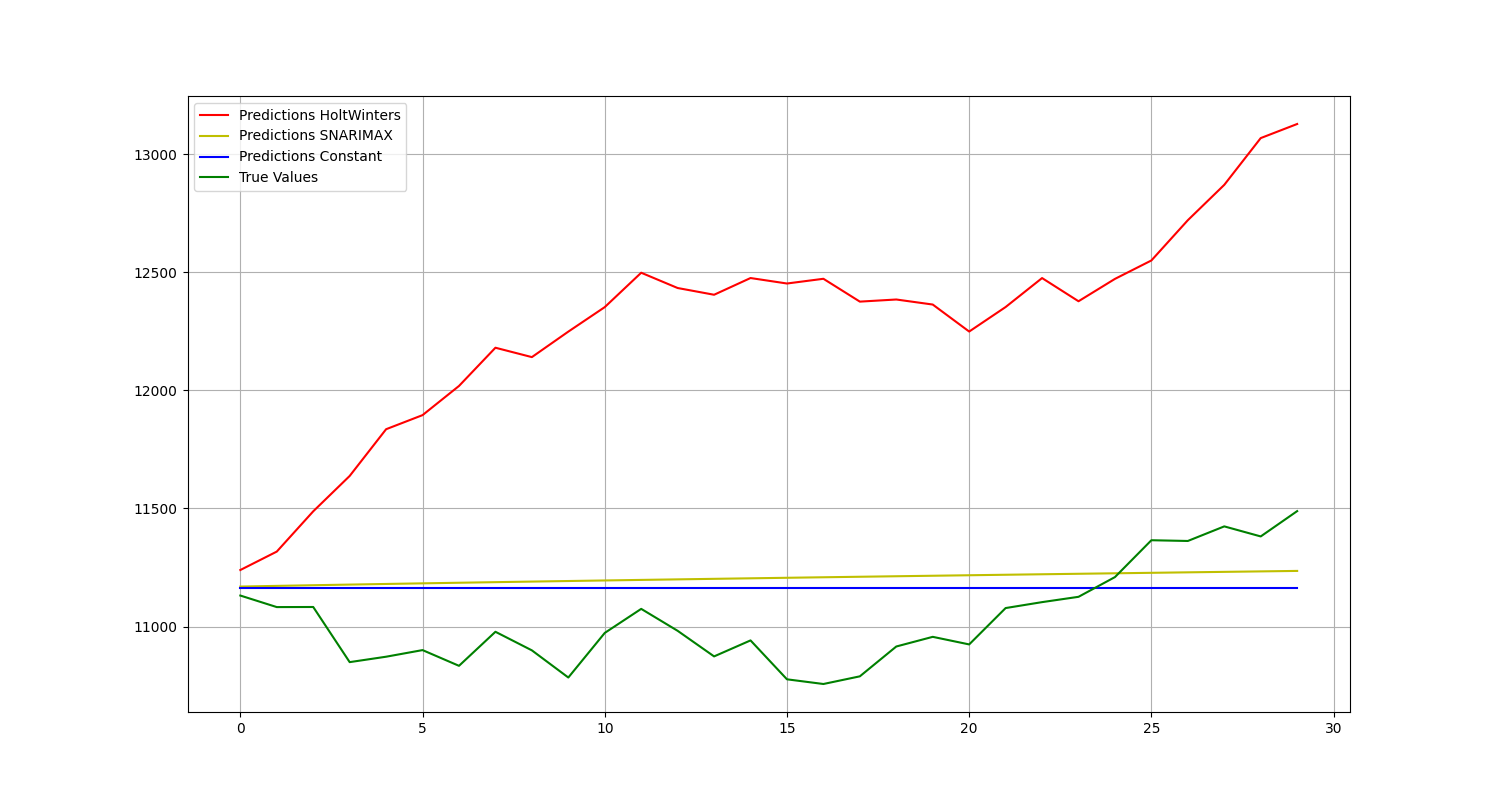 Predictions HoltWinters
Predictions SNARIMAX
Predictions Constant
True Values
13000
12500
12000
11500
11000
0 5 10 15 20 25 30